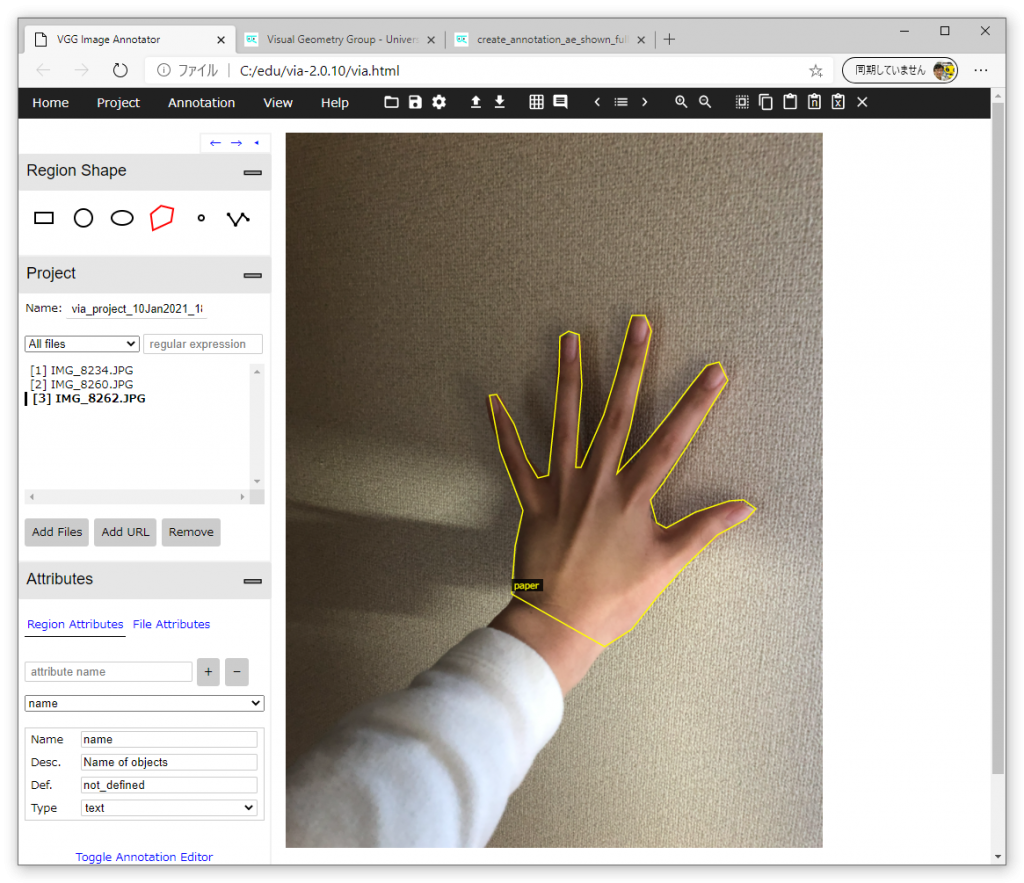 VGG Image Annotator
Visual Geometry Group - Univer
create_annotation_ae_shown_ful
ファイル
C:/edu/via-2.0.10/via.html
同期していません
Home Project Annotation View Help
Region Shape
Project
Name: via_project_10Jan2021_18
All files
regular expression
[1] IMG_8234.JPG
[2] IMG_8260.JPG
[3] IMG_8262.JPG
Add Files Add URL Remove
Attributes
Region Attributes File Attributes
attribute name + −
name
Name name
Desc. Name of objects
Def. not_defined
Type text
Toggle Annotation Editor
paper